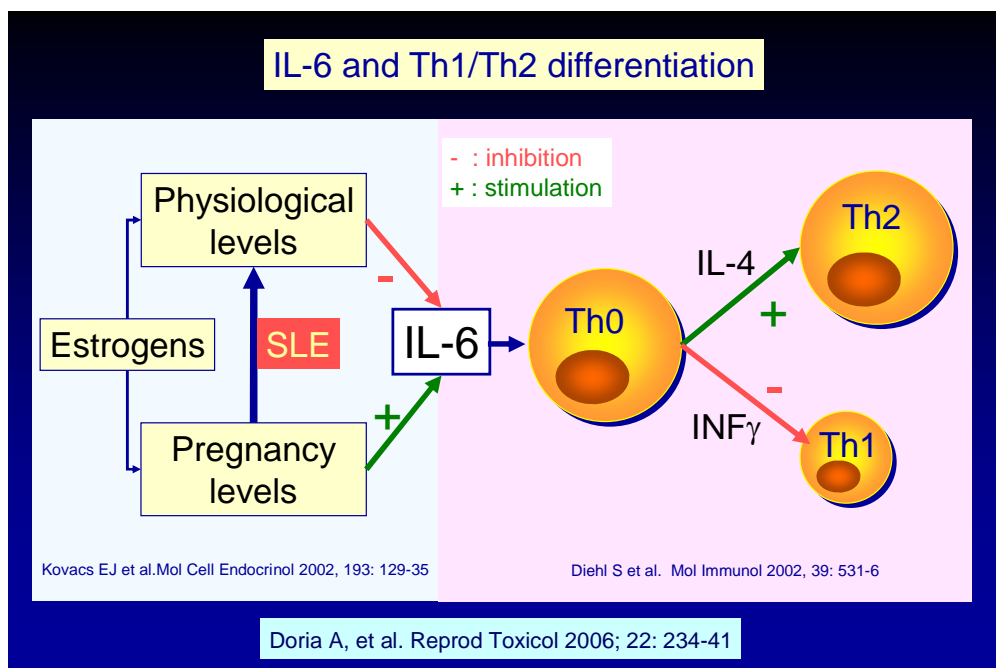 IL-6 and Th1/Th2 differentiation
- : inhibition
+ : stimulation
Physiological
levels
-
Estrogens
SLE
IL-6
+
Pregnancy
levels
Th0
IL-4
+
Th2
-
INFγ
Th1
Kovacs EJ et al.Mol Cell Endocrinol 2002, 193: 129-35
Diehl S et al. Mol Immunol 2002, 39: 531-6
Doria A, et al. Reprod Toxicol 2006; 22: 234-41